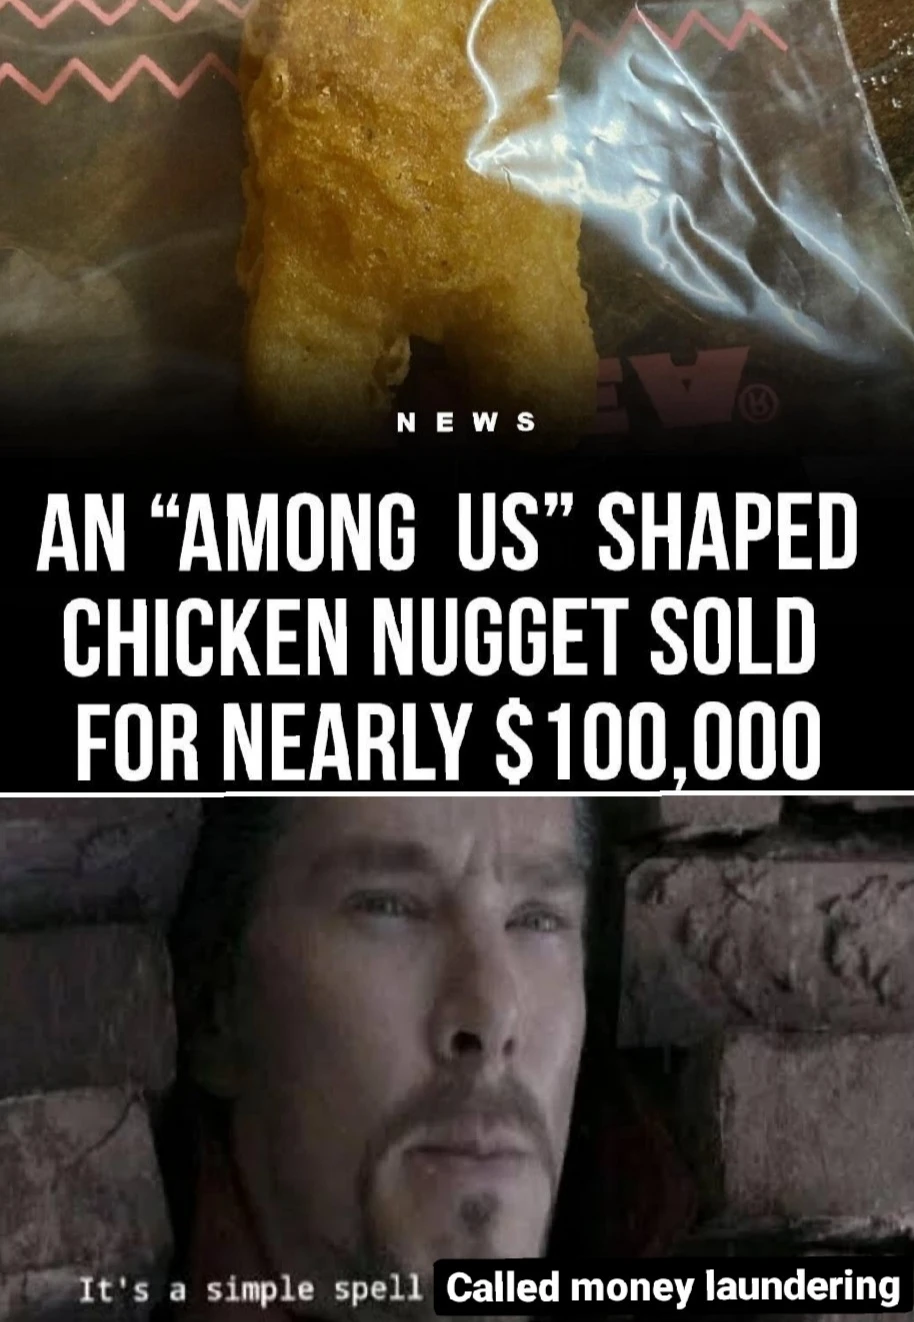 NEWS
AN “AMONG US” SHAPED
CHICKEN NUGGET SOLD
FOR NEARLY $100,000
It's a simple spell Called money laundering